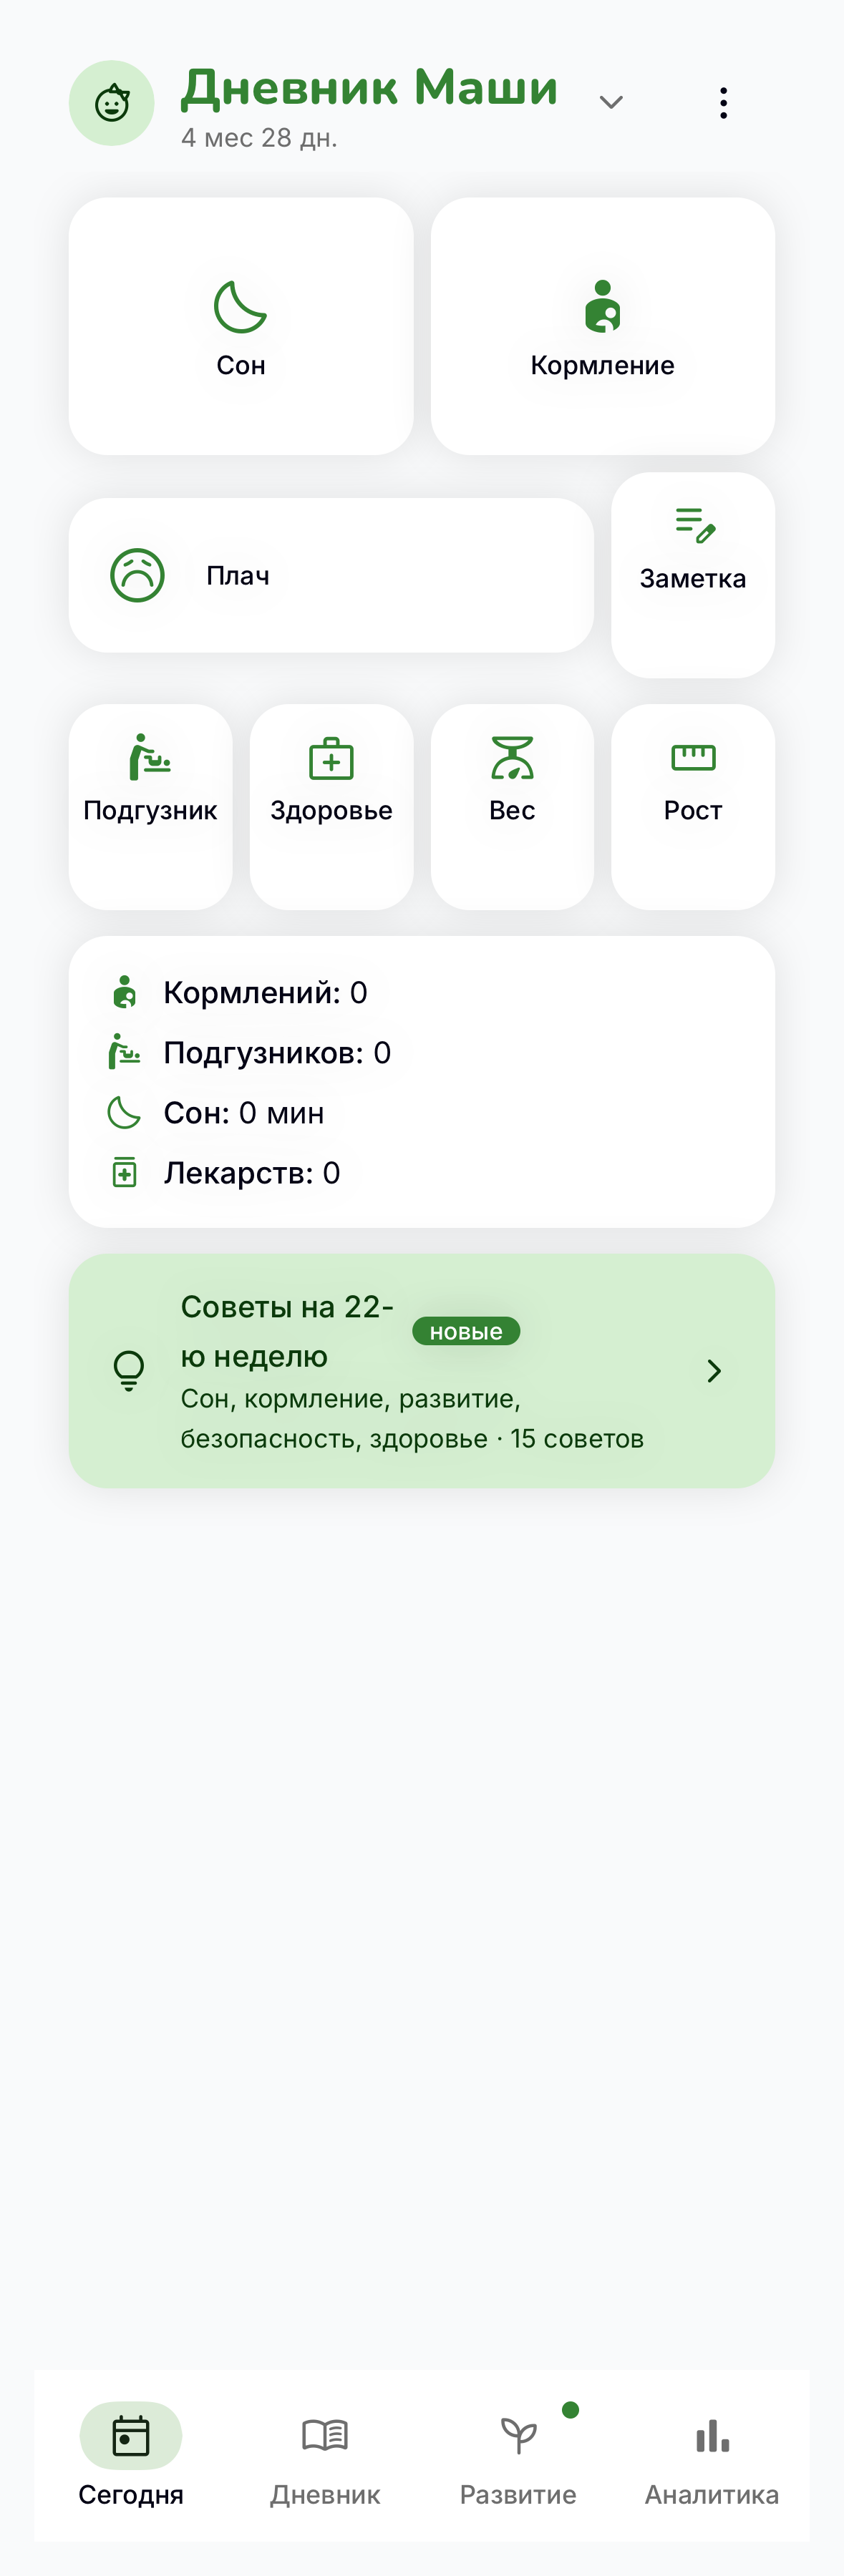 Дневник Маши
4 мес 28 дн.
Сон
Кормление
Плач
Заметка
Подгузник
Здоровье
Вес
Рост
Кормлений: 0
Подгузников: 0
Сон: 0 мин
Лекарств: 0
Советы на 22-
ю неделю
новые
Сон, кормление, развитие,
безопасность, здоровье · 15 советов
Сегодня
Дневник
Развитие
Аналитика